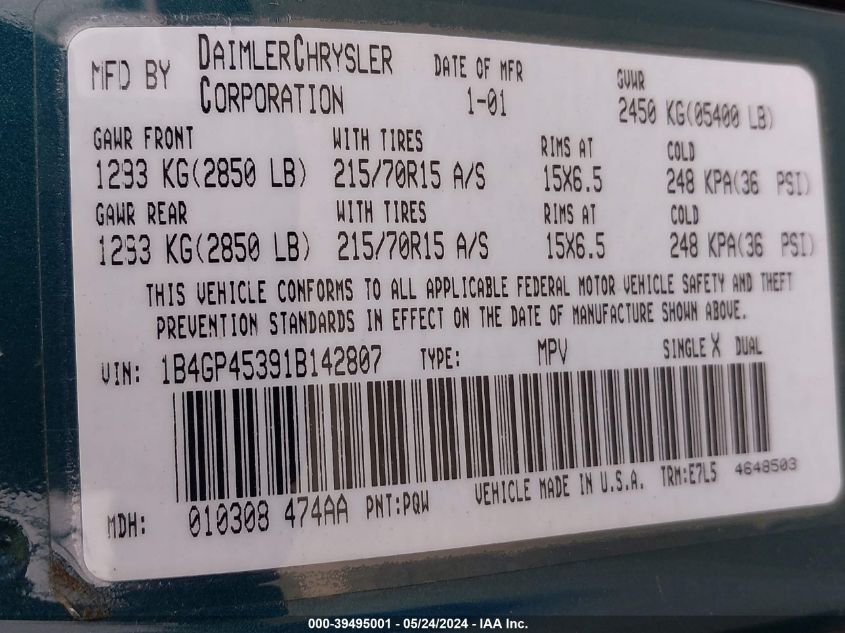 MFD BY DAIMLERCHRYSLER CORPORATION DATE OF MFR 1-01 GVWR 2450 KG(05400 LB)
GAWR FRONT WITH TIRES RIMS AT COLD
1293 KG(2850 LB) 215/70R15 A/S 15X6.5 248 KPA(36 PSI)
GAWR REAR WITH TIRES RIMS AT COLD
1293 KG(2850 LB) 215/70R15 A/S 15X6.5 248 KPA(36 PSI)
THIS VEHICLE CONFORMS TO ALL APPLICABLE FEDERAL MOTOR VEHICLE SAFETY AND THEFT
PREVENTION STANDARDS IN EFFECT ON THE DATE OF MANUFACTURE SHOWN ABOVE.
VIN: 1B4GP45391B142807 TYPE: MPV SINGLE X DUAL
MDH: 010308 474AA PNT:PQW VEHICLE MADE IN U.S.A. TRM:E7L5 4648503
000-39495001 - 05/24/2024 - IAA Inc.